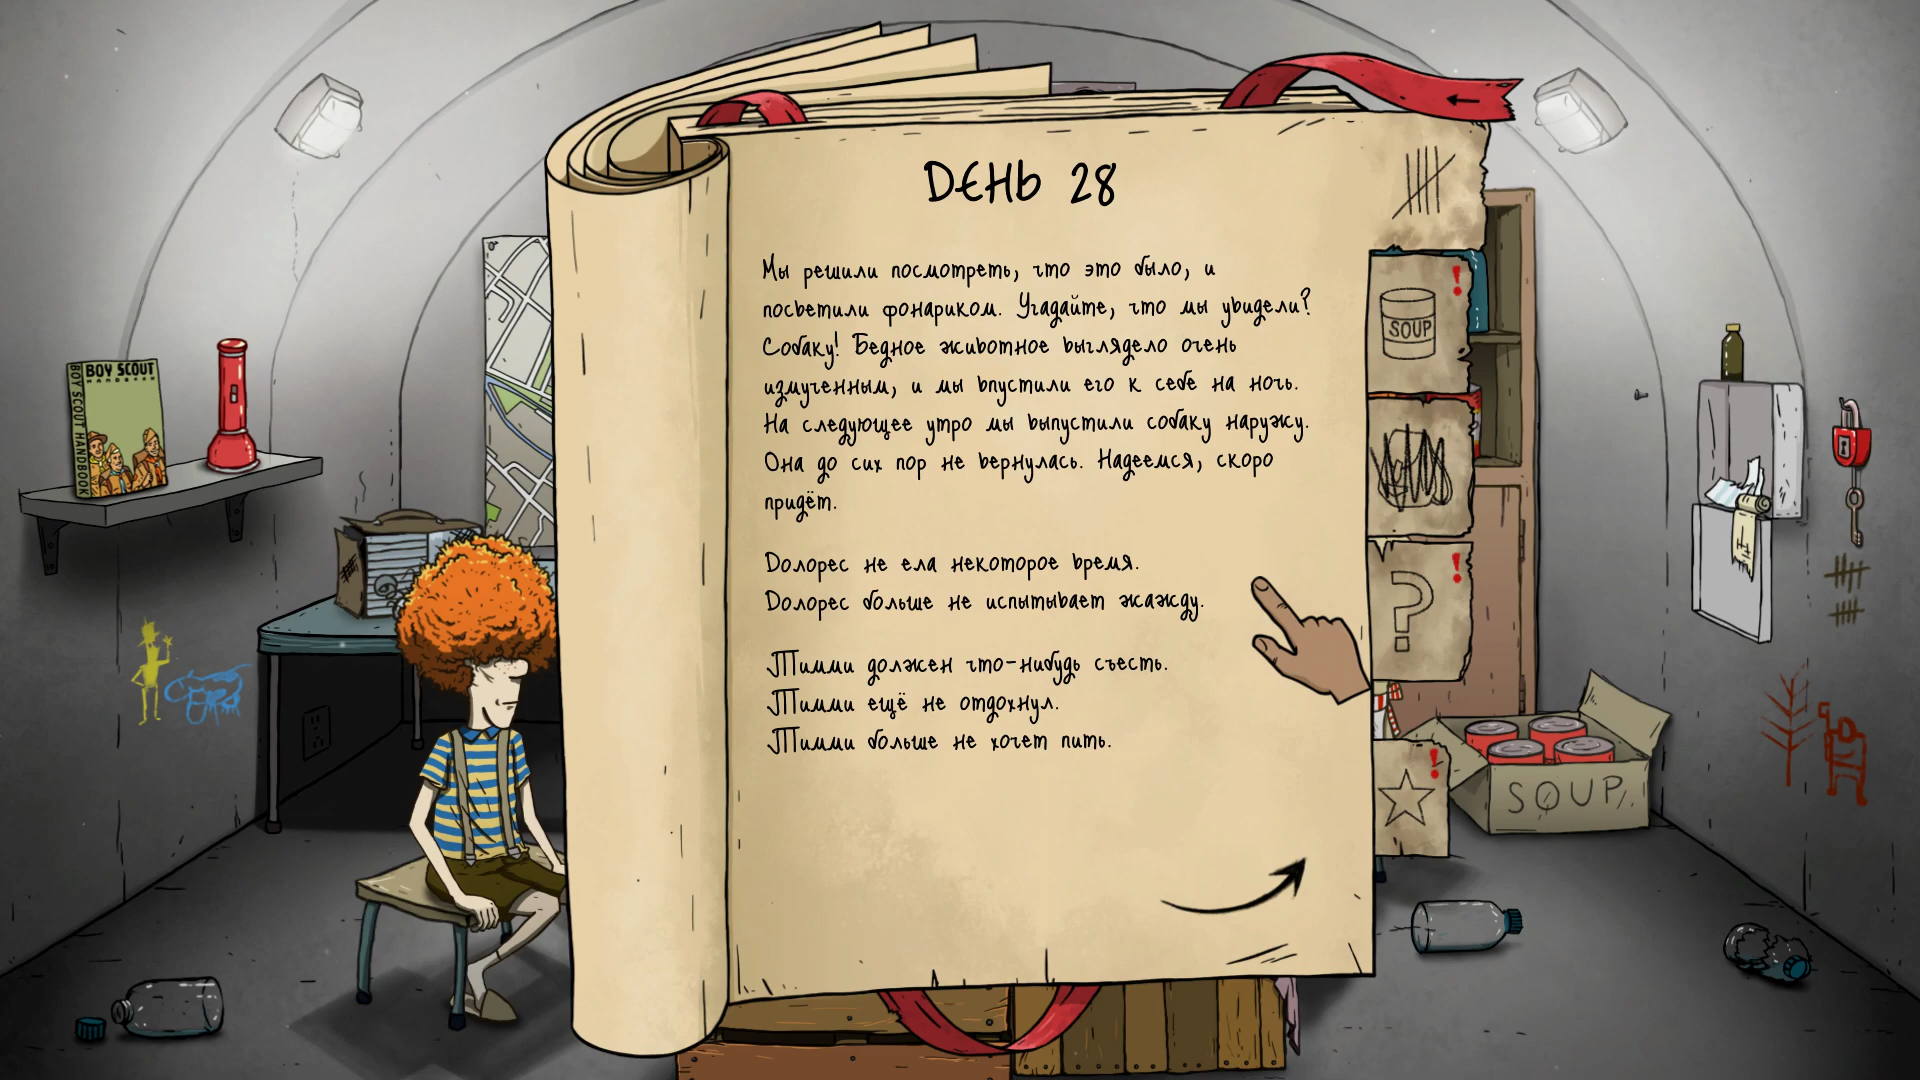 ДЕНЬ 28
Мы решили посмотреть, что это было, и
посветили фонариком. Угадайте, что мы увидели?
Собаку! Бедное животное выглядело очень
измученным, и мы впустили его к себе на ночь.
На следующее утро мы выпустили собаку наружу.
Она до сих пор не вернулась. Надеемся, скоро
придёт.
Долорес не ела некоторое время.
Долорес больше не испытывает жажду.
Тимми должен что-нибудь съесть.
Тимми ещё не отдохнул.
Тимми больше не хочет пить.
BOY SCOUT
HANDBOOK
BOY SCOUT HANDBOOK
!
SOUP
!
?
!
SOUP